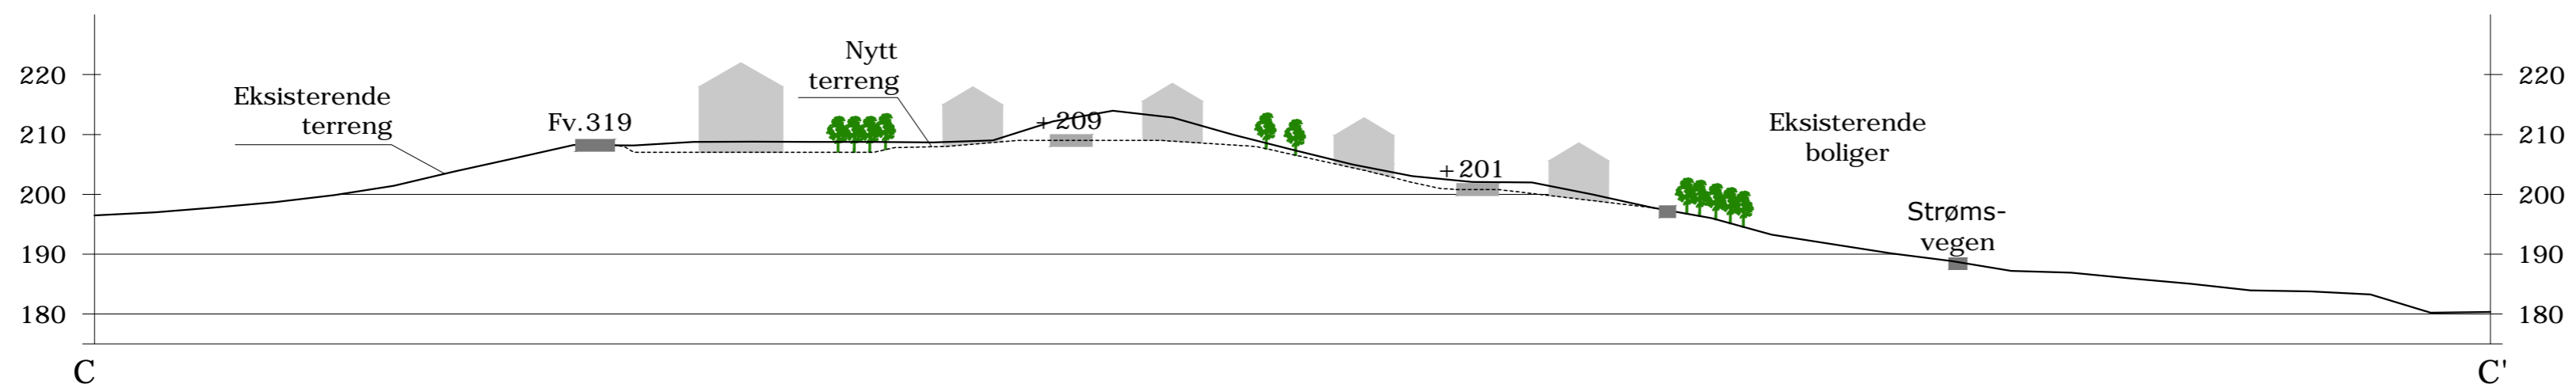 Nytt
terreng
220
220
Eksisterende
terreng
Fv.319
+209
Eksisterende
boliger
210
210
+201
200
200
Strøms-
vegen
190
190
180
180
C
C'